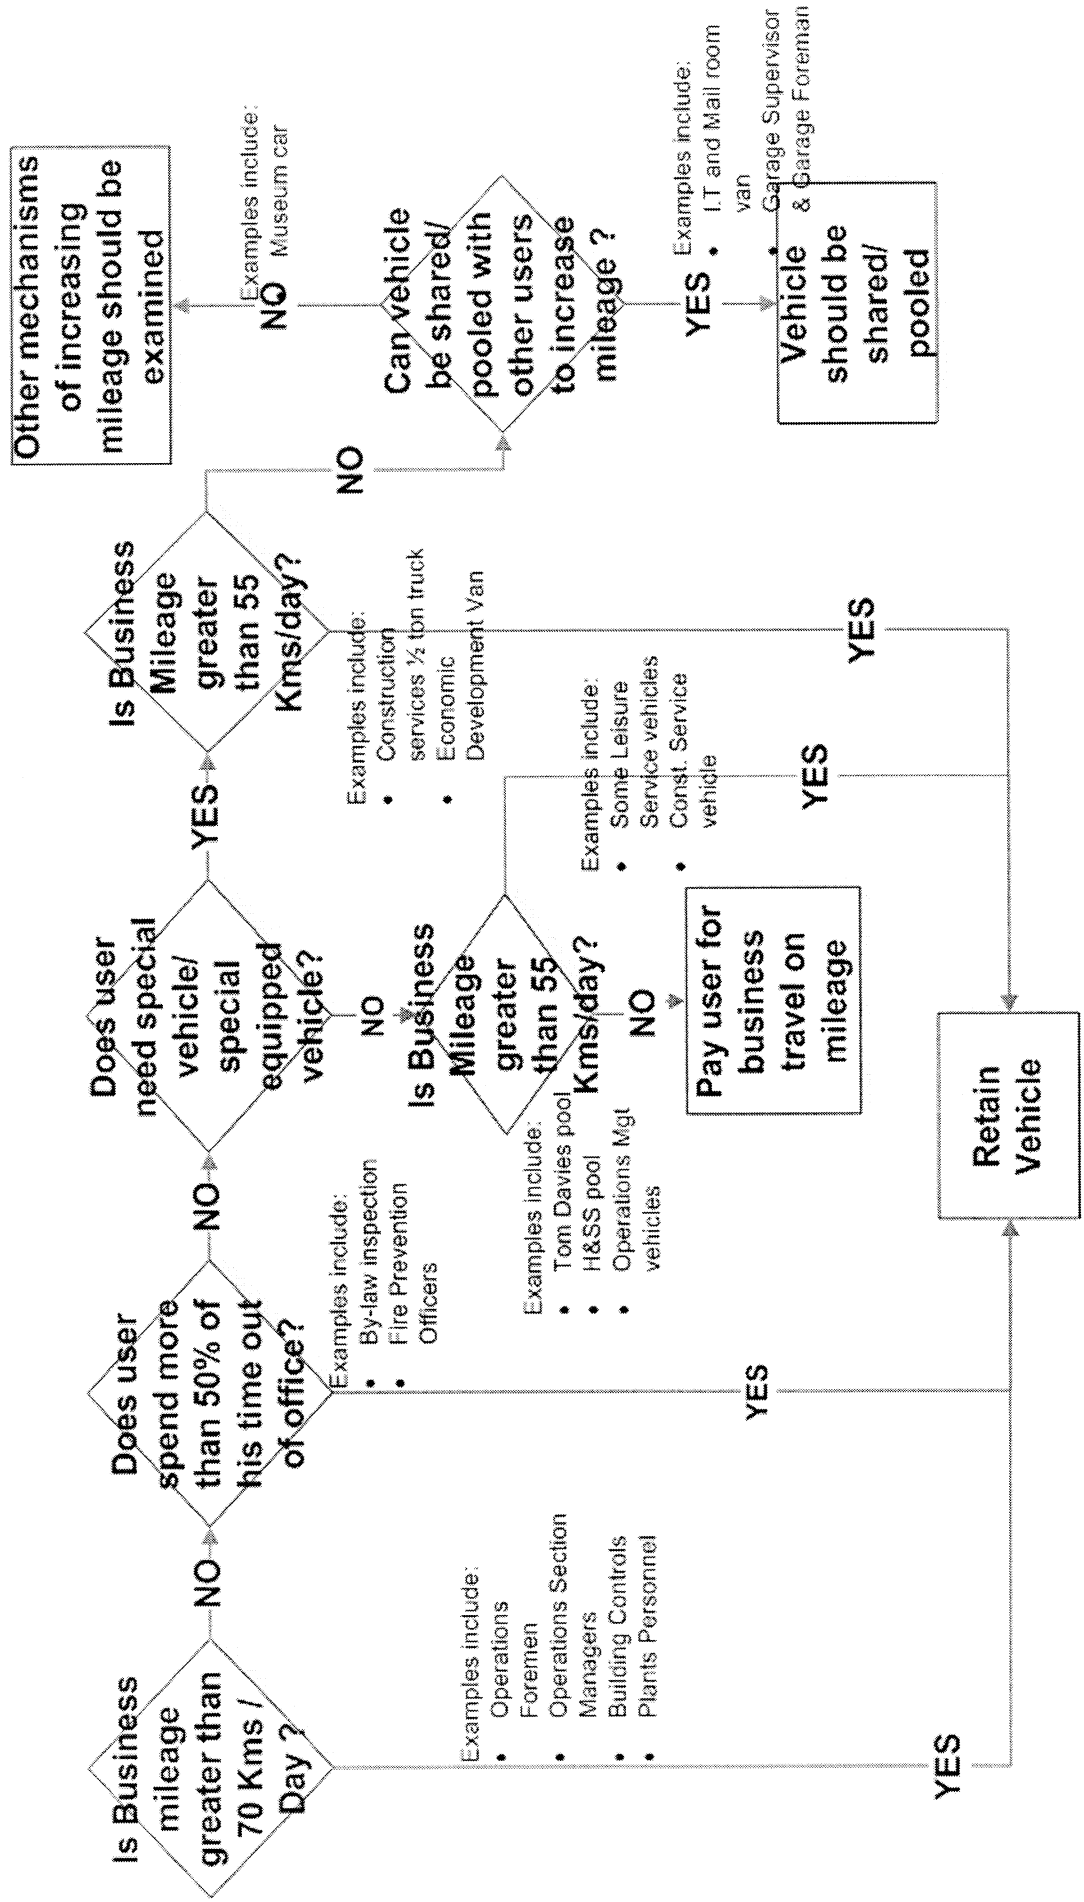 Is Business
mileage
greater than
70 Kms /
Day ?
NO
YES
Examples include:
• Operations
Foremen
• Operations Section
Managers
• Building Controls
• Plants Personnel
Does user
spend more
than 50% of
his time out
of office?
NO
YES
Examples include:
• By-law inspection
• Fire Prevention
Officers
Does user
need special
vehicle/
special
equipped
vehicle?
YES
NO
Is Business
Mileage
greater
than 55
Kms/day?
NO
YES
Examples include:
• Tom Davies pool
• H&SS pool
• Operations Mgt
vehicles
Examples include:
• Some Leisure
Service vehicles
• Const. Service
vehicle
Pay user for
business
travel on
mileage
Is Business
Mileage
greater
than 55
Kms/day?
NO
YES
Examples include:
• Construction
services ½ ton truck
• Economic
Development Van
Can vehicle
be shared/
pooled with
other users
to increase
mileage ?
NO
Examples include:
• Museum car
Other mechanisms
of increasing
mileage should be
examined
YES
Examples include:
• I.T and Mail room
van
• Garage Supervisor
& Garage Foreman
Vehicle
should be
shared/
pooled
Retain
Vehicle